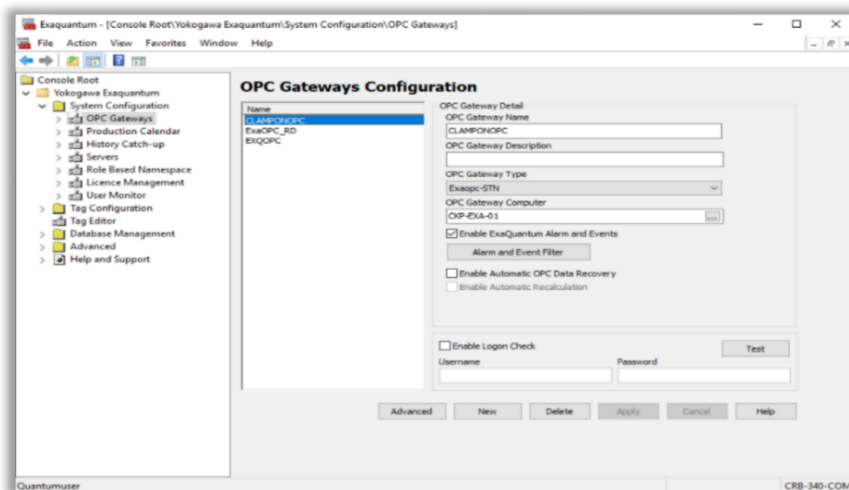 Exaquantum - [Console Root\Yokogawa Exaquantum\System Configuration\OPC Gateways]
File Action View Favorites Window Help
Console Root
Yokogawa Exaquantum
System Configuration
OPC Gateways
Production Calendar
History Catch-up
Servers
Role Based Namespace
Licence Management
User Monitor
Tag Configuration
Tag Editor
Database Management
Advanced
Help and Support
OPC Gateways Configuration
Name
CLAMPONOPC
ExaOPC_RD
EXQOPC
OPC Gateway Detail
OPC Gateway Name
CLAMPONOPC
OPC Gateway Description
OPC Gateway Type
Exaopc-STN
OPC Gateway Computer
CKP-EXA-01
...
Enable ExaQuantum Alarm and Events
Alarm and Event Filter
Enable Automatic OPC Data Recovery
Enable Automatic Recalculation
Enable Logon Check
Test
Username Password
Advanced New Delete Apply Cancel Help
Quantumuser CRB-340-COM